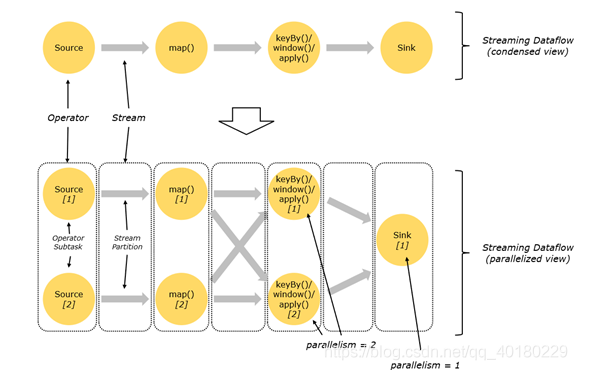 Source
map()
keyBy()/
window()/
apply()
Sink
Streaming Dataflow
(condensed view)
Operator
Stream
Source
[1]
map()
[1]
keyBy()/
window()/
apply()
[1]
Operator
Subtask
Stream
Partition
Sink
[1]
Streaming Dataflow
(parallelized view)
Source
[2]
map()
[2]
keyBy()/
window()/
apply()
[2]
parallelism = 2
https://blog.csdn.net/qq_40180229
parallelism = 1